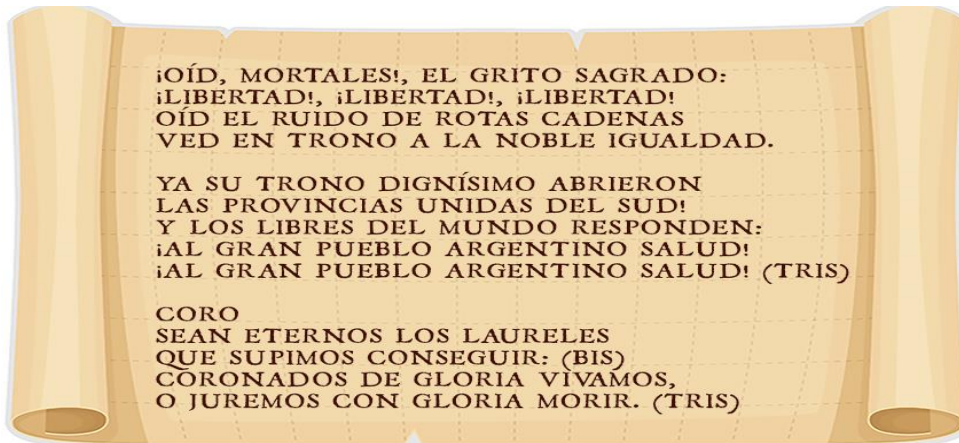 ¡OÍD, MORTALES!, EL GRITO SAGRADO:
¡LIBERTAD!, ¡LIBERTAD!, ¡LIBERTAD!
OÍD EL RUIDO DE ROTAS CADENAS
VED EN TRONO A LA NOBLE IGUALDAD.
YA SU TRONO DIGNÍSIMO ABRIERON
LAS PROVINCIAS UNIDAS DEL SUD!
Y LOS LIBRES DEL MUNDO RESPONDEN:
¡AL GRAN PUEBLO ARGENTINO SALUD!
¡AL GRAN PUEBLO ARGENTINO SALUD! (TRIS)
CORO
SEAN ETERNOS LOS LAURELES
QUE SUPIMOS CONSEGUIR: (BIS)
CORONADOS DE GLORIA VIVAMOS,
O JUREMOS CON GLORIA MORIR. (TRIS)